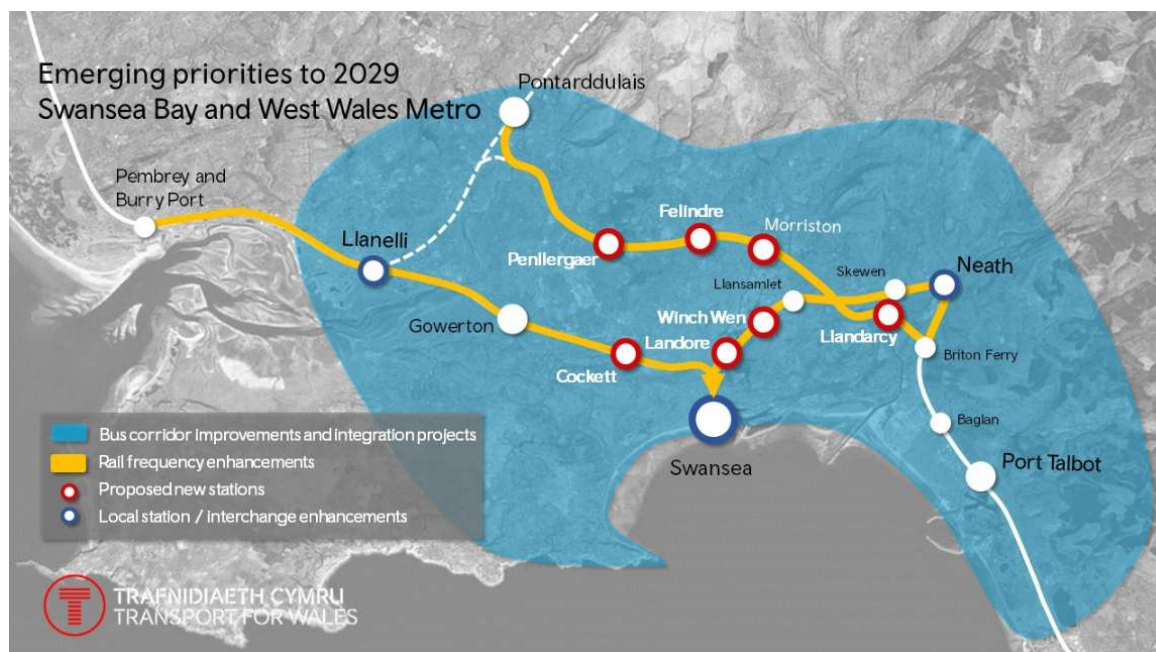 Emerging priorities to 2029
Swansea Bay and West Wales Metro
Pontarddulais
Pembrey and
Burry Port
Llanelli
Felindre
Morriston
Penllergaer
Skewen
Neath
Llansamlet
Gowerton
Winch Wen
Landore
Llandarcy
Briton Ferry
Cockett
Baglan
Swansea
Port Talbot
Bus corridor improvements and integration projects
Rail frequency enhancements
Proposed new stations
Local station / interchange enhancements
TRAFNIDIAETH CYMRU
TRANSPORT FOR WALES